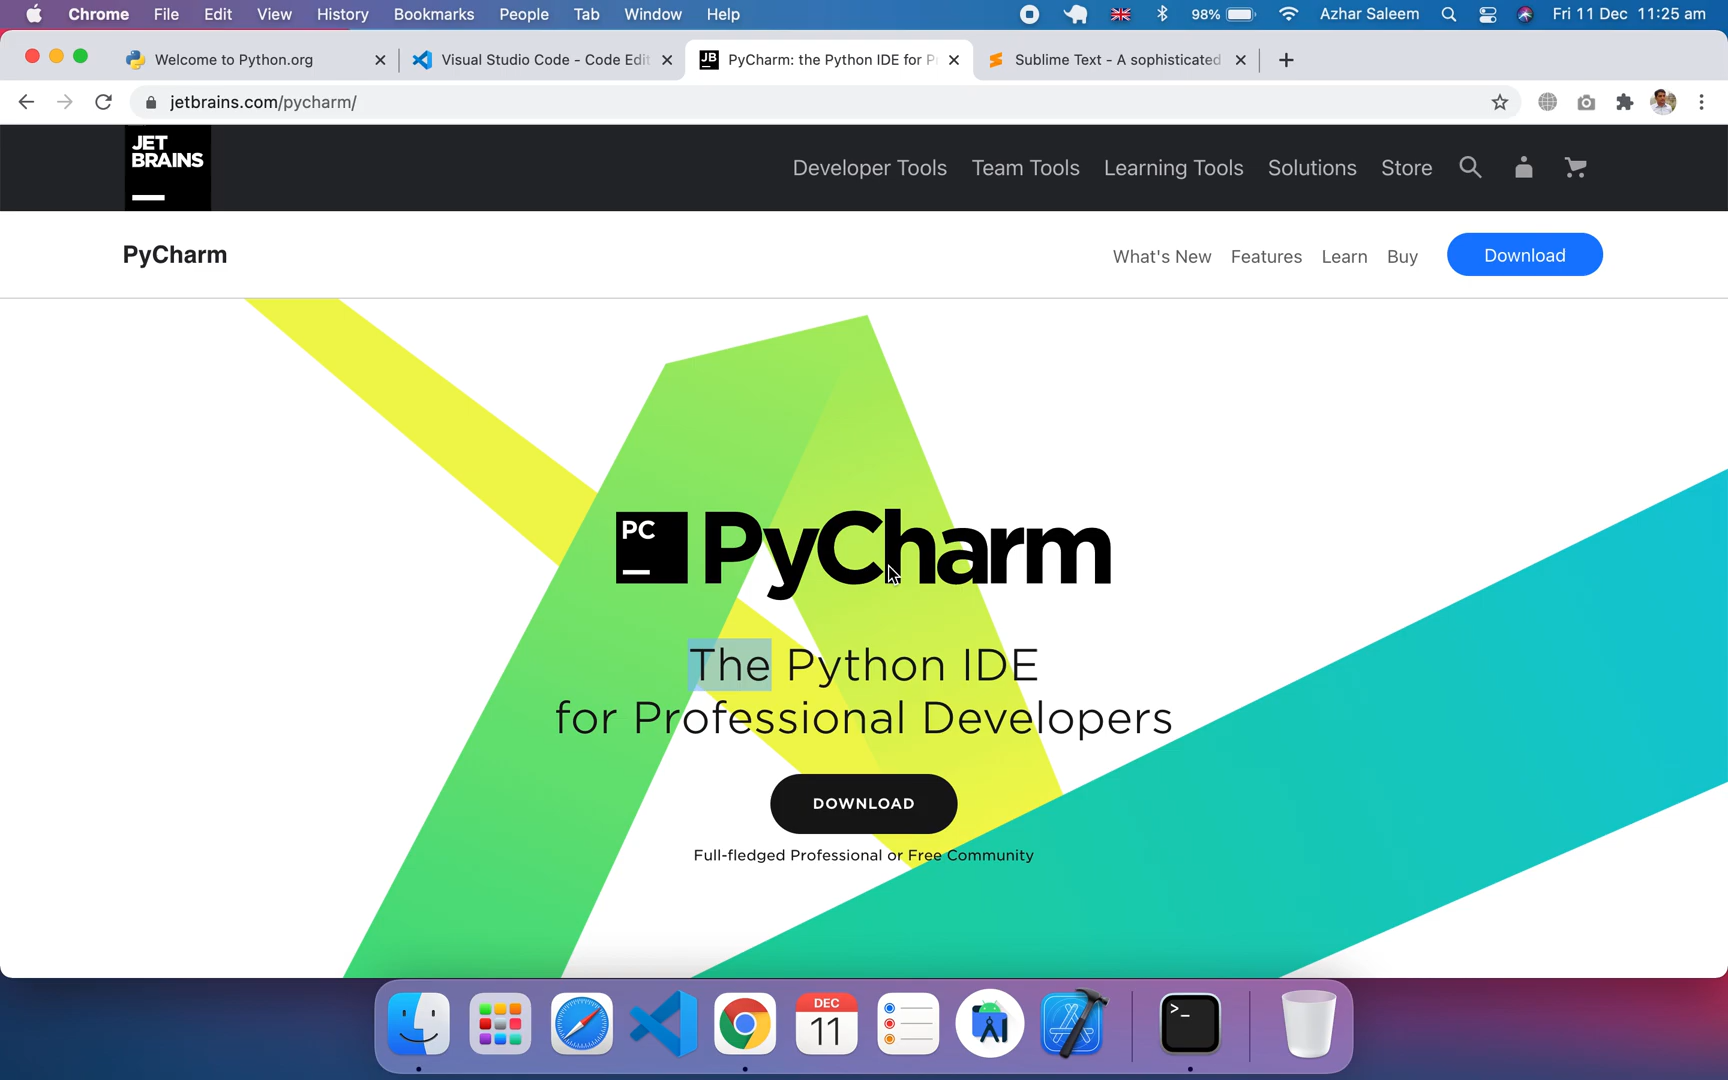 Chrome File Edit View History Bookmarks People Tab Window Help 98% Azhar Saleem Fri 11 Dec 11:25 am
Welcome to Python.org Visual Studio Code - Code Edit JB PyCharm: the Python IDE for P Sublime Text - A sophisticated
jetbrains.com/pycharm/
JET
BRAINS
Developer Tools Team Tools Learning Tools Solutions Store
PyCharm What's New Features Learn Buy Download
PC PyCharm
The Python IDE
for Professional Developers
DOWNLOAD
Full-fledged Professional or Free Community
DEC
11
>_